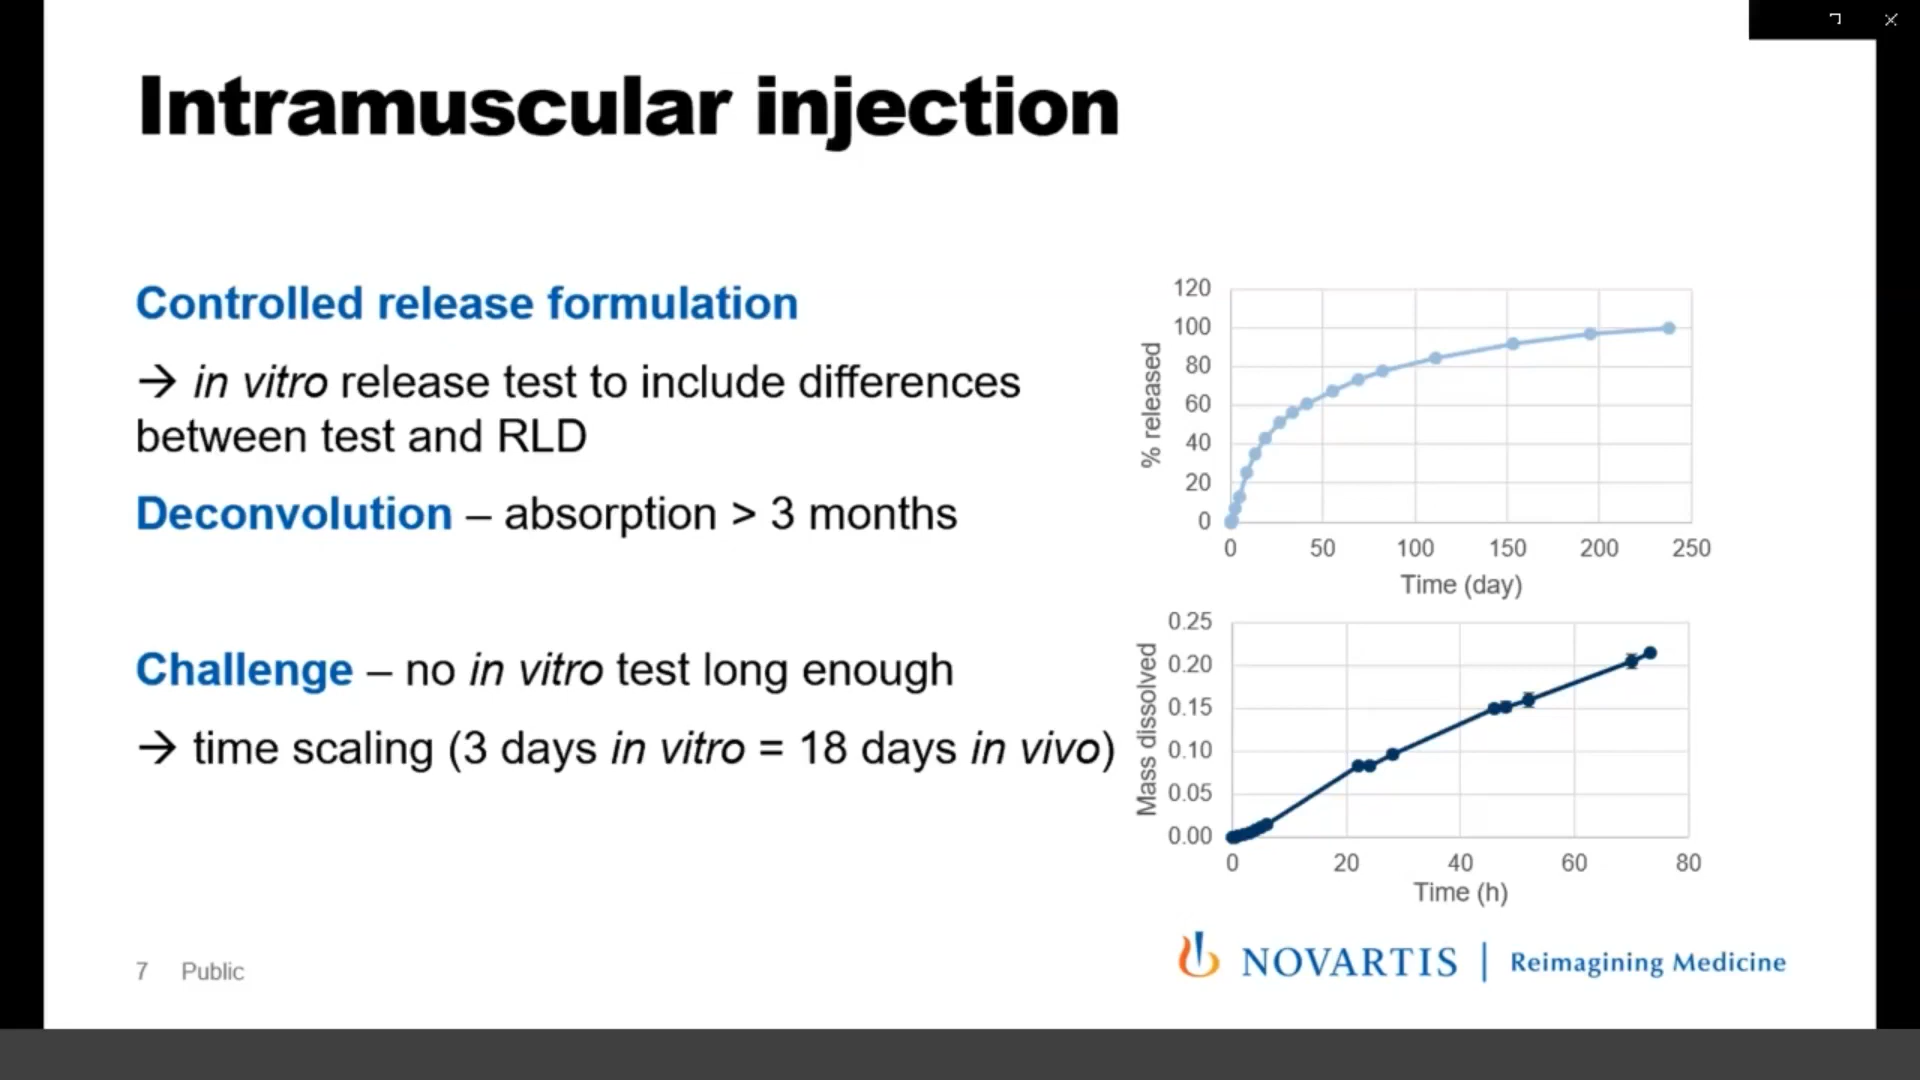 Intramuscular injection
Controlled release formulation
→ in vitro release test to include differences
between test and RLD
Deconvolution – absorption > 3 months
Challenge – no in vitro test long enough
→ time scaling (3 days in vitro = 18 days in vivo)
% released
120
100
80
60
40
20
0
0 50 100 150 200 250
Time (day)
Mass dissolved
0.25
0.20
0.15
0.10
0.05
0.00
0 20 40 60 80
Time (h)
7 Public
NOVARTIS | Reimagining Medicine